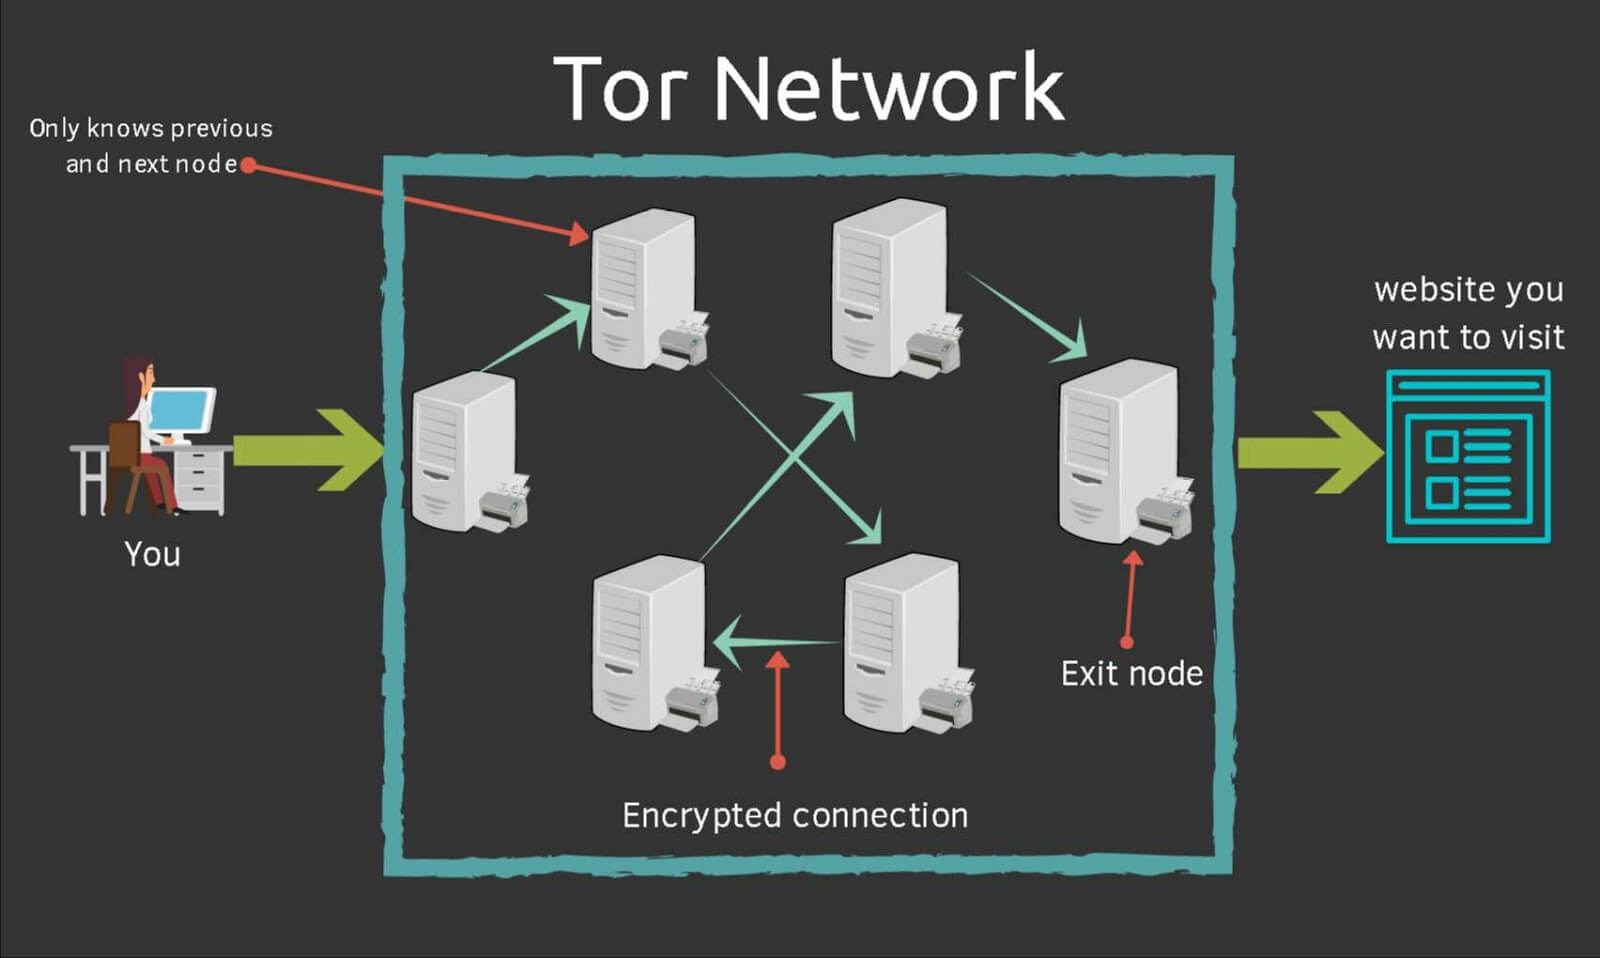 Tor Network
Only knows previous
and next node
website you
want to visit
You
Exit node
Encrypted connection